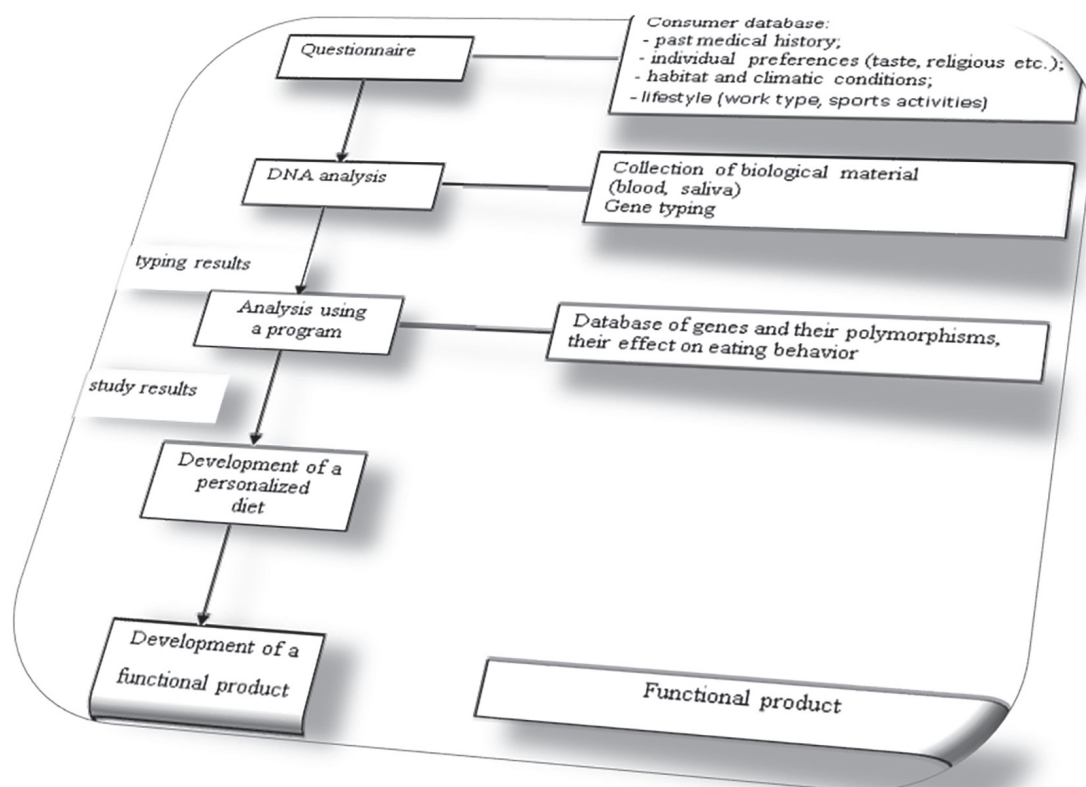 Questionnaire
Consumer database:
- past medical history;
- individual preferences (taste, religious etc.);
- habitat and climatic conditions;
- lifestyle (work type, sports activities)
DNA analysis
Collection of biological material
(blood, saliva)
Gene typing
typing results
Analysis using
a program
Database of genes and their polymorphisms,
their effect on eating behavior
study results
Development of a
personalized
diet
Development of a
functional product
Functional product